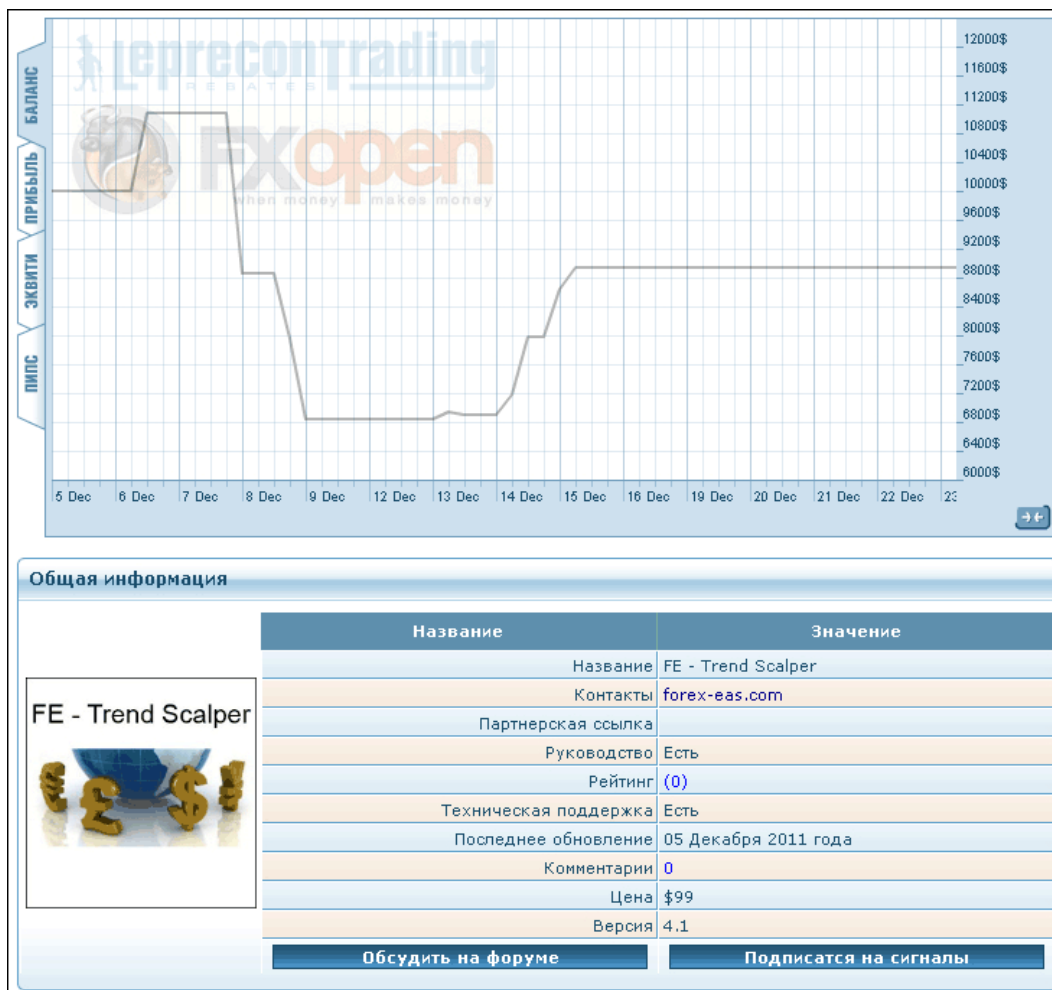 LepreconTrading
REBATES
FXopen
when money makes money
БАЛАНС
ПРИБЫЛЬ
ЭКВИТИ
ПИПС
12000$
11600$
11200$
10800$
10400$
10000$
9600$
9200$
8800$
8400$
8000$
7600$
7200$
6800$
6400$
6000$
5 Dec 6 Dec 7 Dec 8 Dec 9 Dec 12 Dec 13 Dec 14 Dec 15 Dec 16 Dec 19 Dec 20 Dec 21 Dec 22 Dec 23
Общая информация
FE - Trend Scalper
Название Значение
Название FE - Trend Scalper
Контакты forex-eas.com
Партнерская ссылка
Руководство Есть
Рейтинг (0)
Техническая поддержка Есть
Последнее обновление 05 Декабря 2011 года
Комментарии 0
Цена $99
Версия 4.1
Обсудить на форуме Подписатся на сигналы